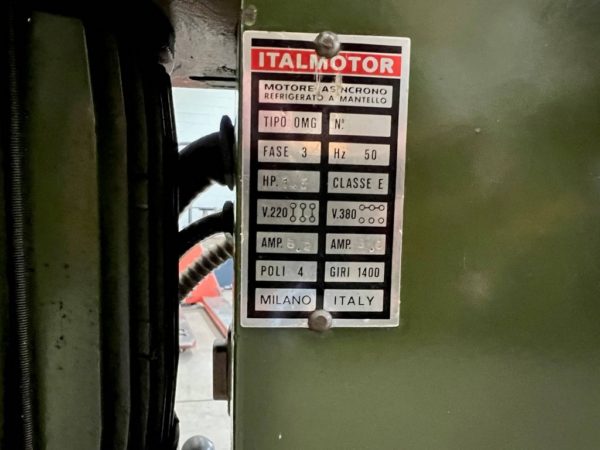 ITALMOTOR
MOTORE ASINCRONO
REFRIGERATO A MANTELLO
TIPO OMG N°.
FASE 3 Hz 50
HP. CLASSE E
V.220 V.380
AMP. AMP.
POLI 4 GIRI 1400
MILANO ITALY